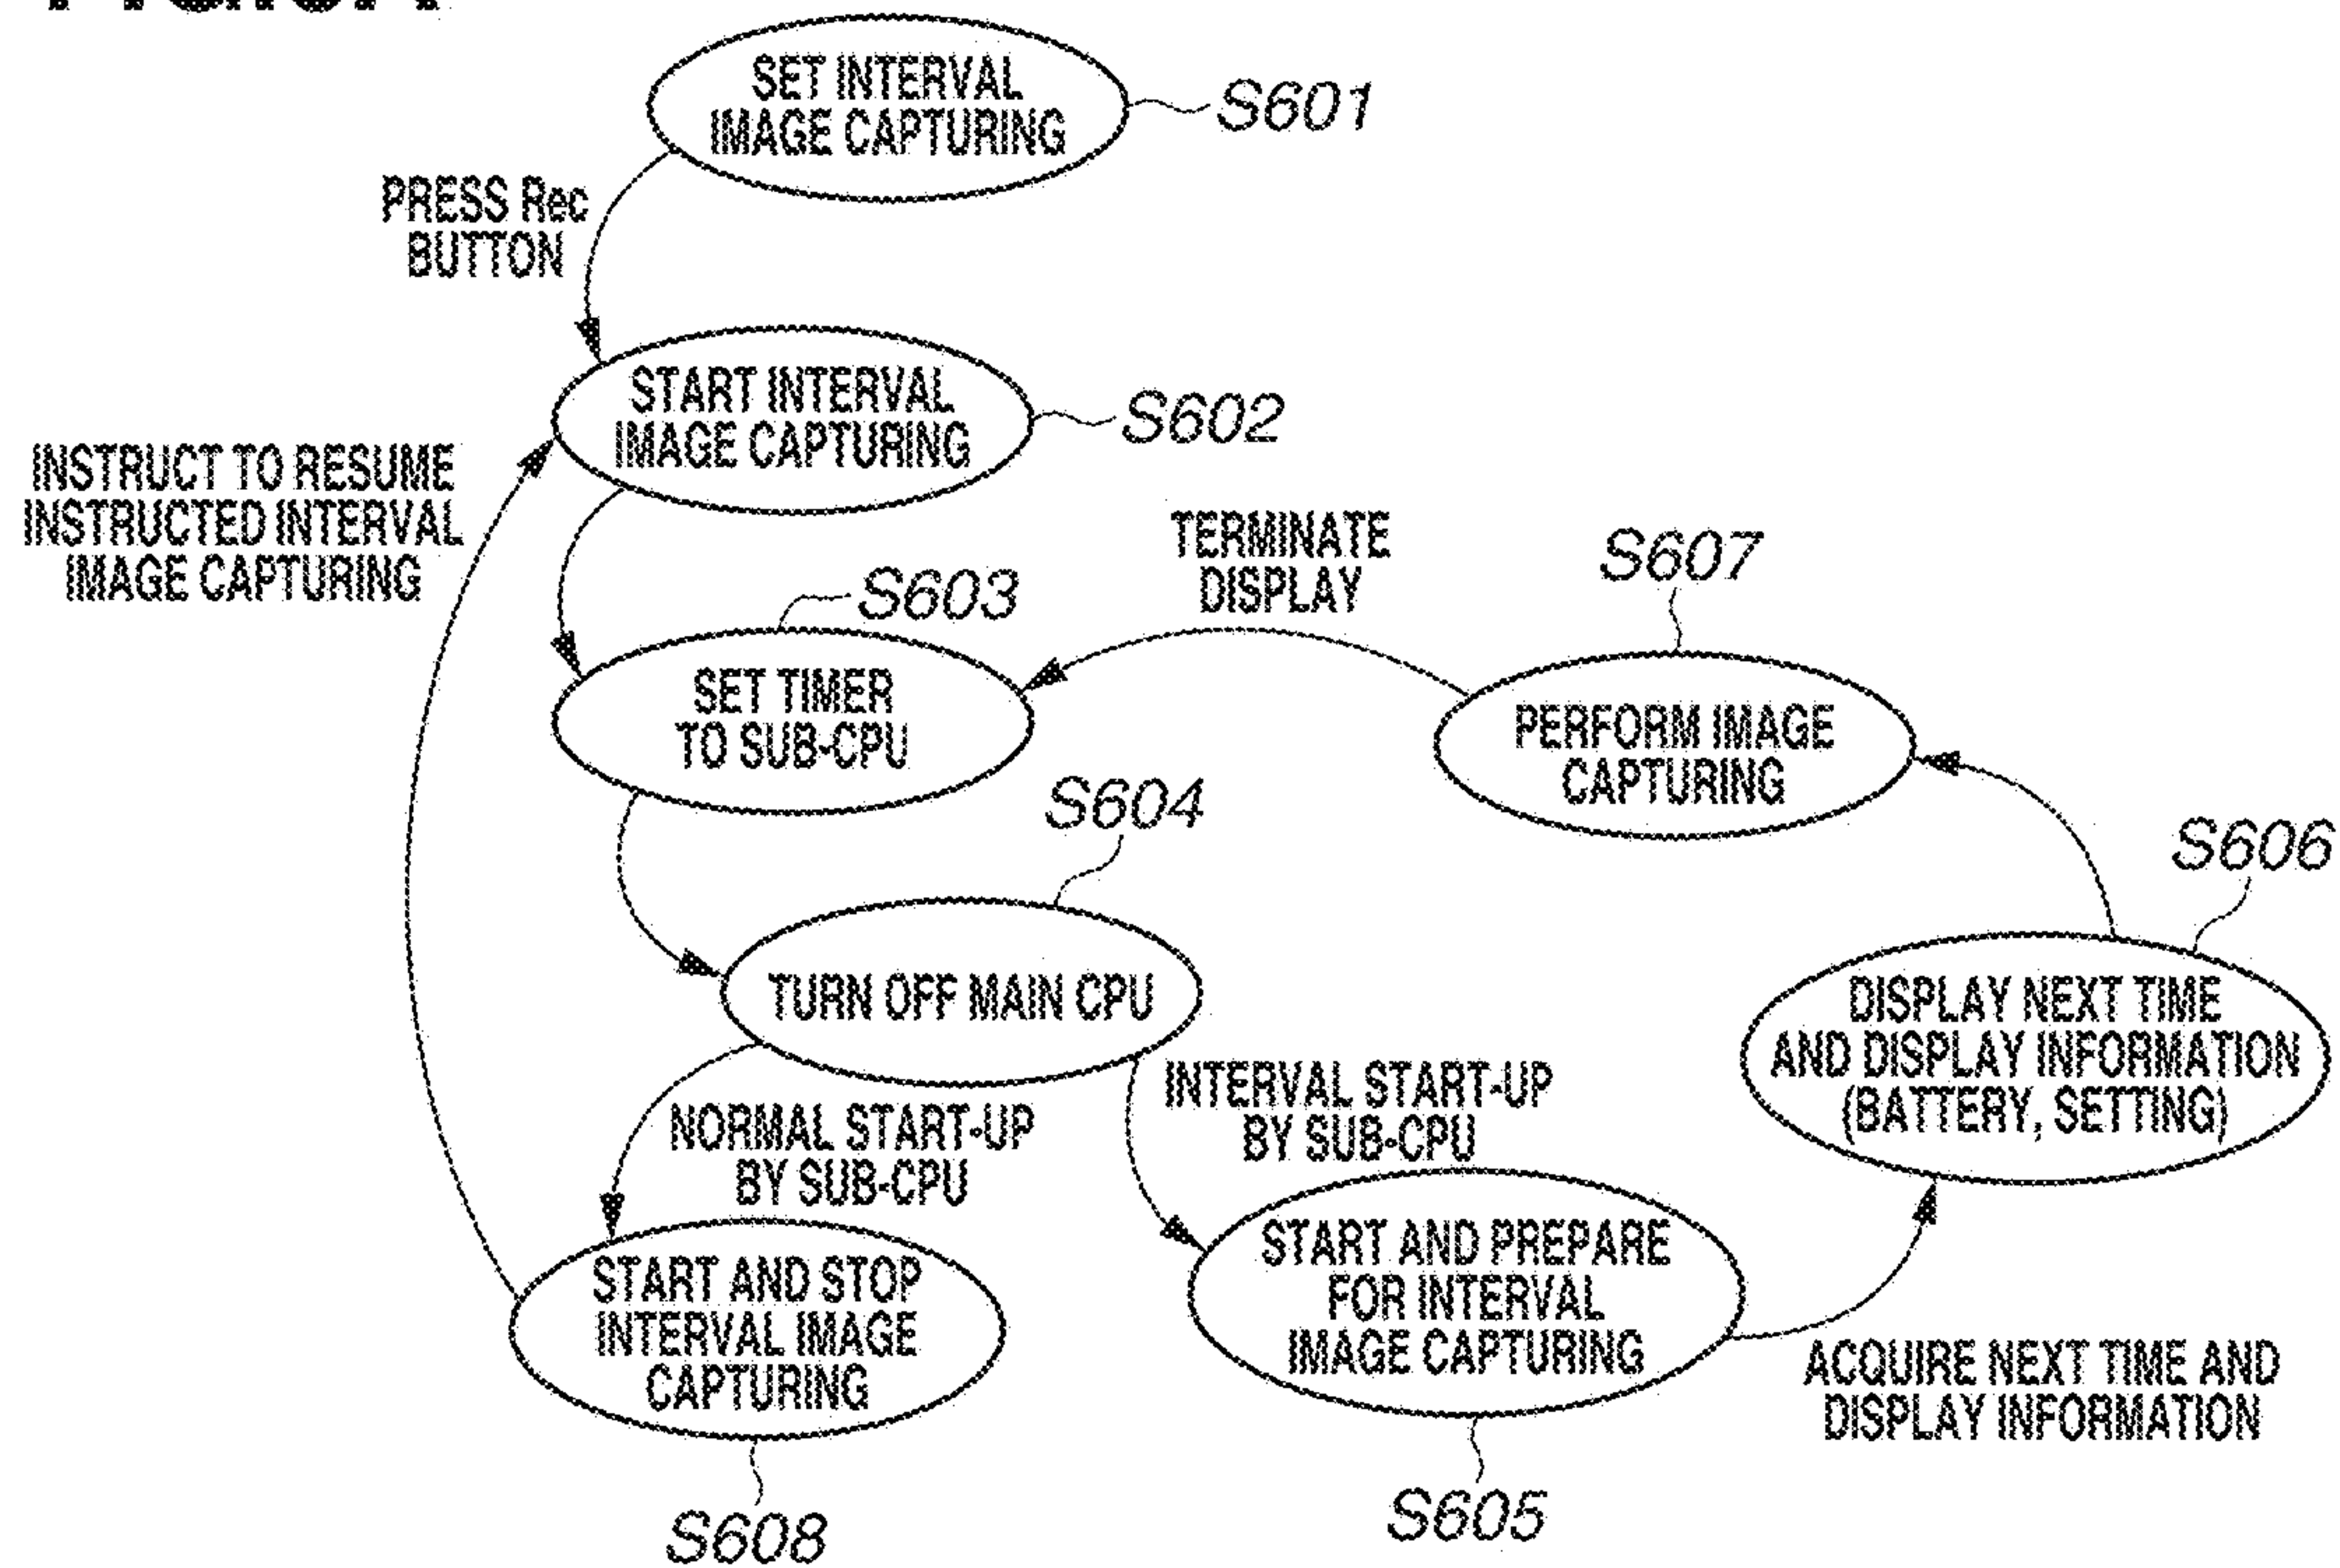 SET INTERVAL
IMAGE CAPTURING
S601
PRESS Rec
BUTTON
START INTERVAL
IMAGE CAPTURING
S602
INSTRUCT TO RESUME
INSTRUCTED INTERVAL
IMAGE CAPTURING
TERMINATE
DISPLAY
S607
S603
SET TIMER
TO SUB-CPU
PERFORM IMAGE
CAPTURING
S604
S606
TURN OFF MAIN CPU
DISPLAY NEXT TIME
AND DISPLAY INFORMATION
(BATTERY, SETTING)
INTERVAL START-UP
BY SUB-CPU
NORMAL START-UP
BY SUB-CPU
START AND PREPARE
FOR INTERVAL
IMAGE CAPTURING
START AND STOP
INTERVAL IMAGE
CAPTURING
ACQUIRE NEXT TIME AND
DISPLAY INFORMATION
S605
S608